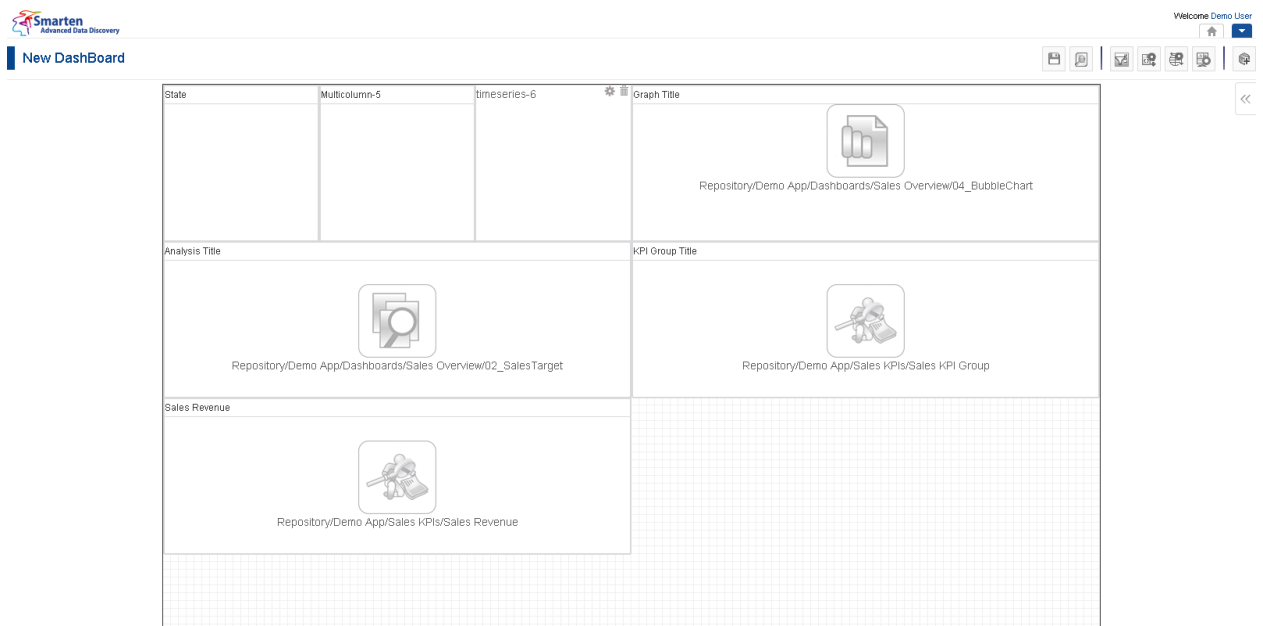 Smarten
Advanced Data Discovery
Welcome Demo User
New DashBoard
State
Multicolumn-5
timeseries-6
Graph Title
Repository/Demo App/Dashboards/Sales Overview/04_BubbleChart
Analysis Title
KPI Group Title
Repository/Demo App/Dashboards/Sales Overview/02_SalesTarget
Repository/Demo App/Sales KPIs/Sales KPI Group
Sales Revenue
Repository/Demo App/Sales KPIs/Sales Revenue